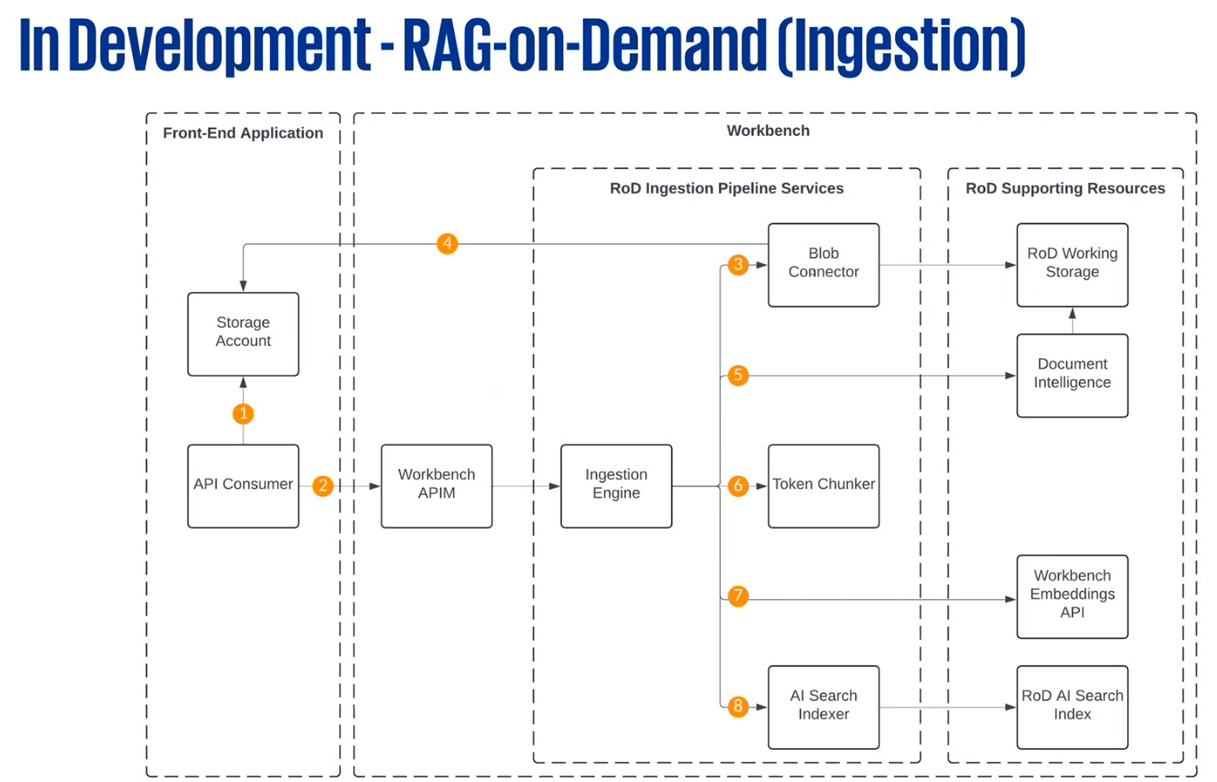 In Development - RAG-on-Demand (Ingestion)
Front-End Application
Workbench
RoD Ingestion Pipeline Services
RoD Supporting Resources
4
3
Blob
Connector
RoD Working
Storage
Storage
Account
5
Document
Intelligence
1
API Consumer
2
Workbench
APIM
Ingestion
Engine
6
Token Chunker
7
Workbench
Embeddings
API
8
AI Search
Indexer
RoD AI Search
Index